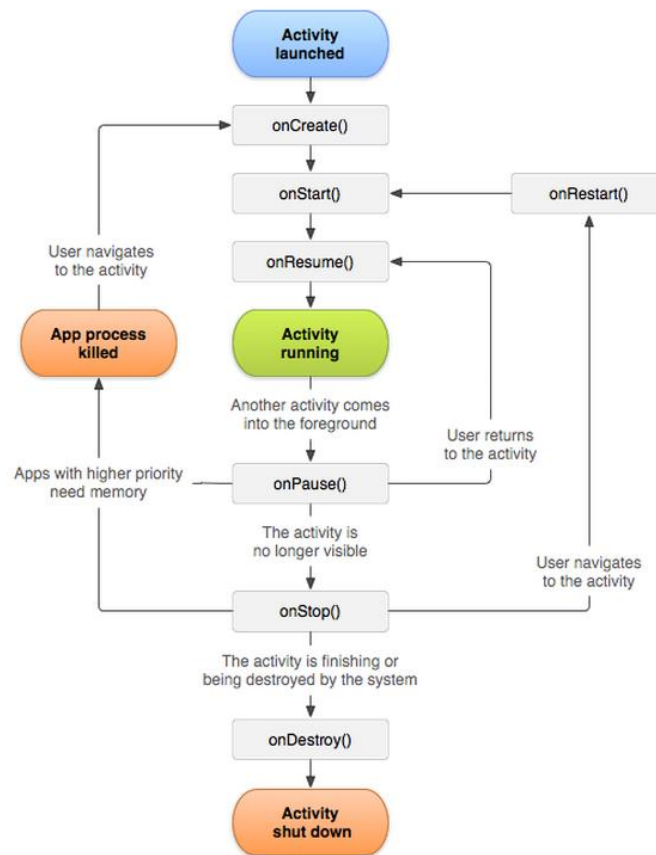 Activity
launched
onCreate()
onStart()
onRestart()
User navigates
to the activity
onResume()
App process
killed
Activity
running
Another activity comes
into the foreground
User returns
to the activity
Apps with higher priority
need memory
onPause()
The activity is
no longer visible
User navigates
to the activity
onStop()
The activity is finishing or
being destroyed by the system
onDestroy()
Activity
shut down